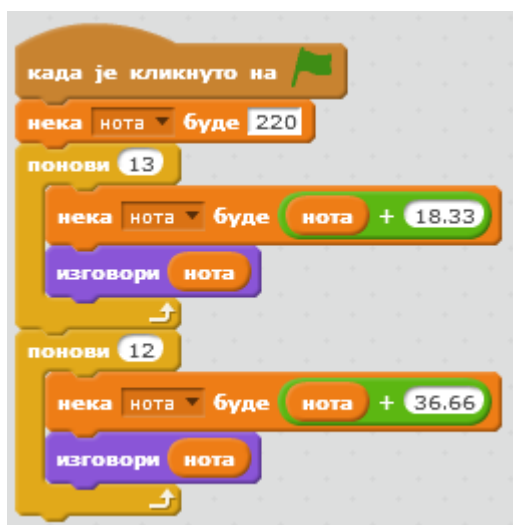 када је кликнуто на
нека нота буде 220
понови 13
нека нота буде нота + 18.33
изговори нота
понови 12
нека нота буде нота + 36.66
изговори нота